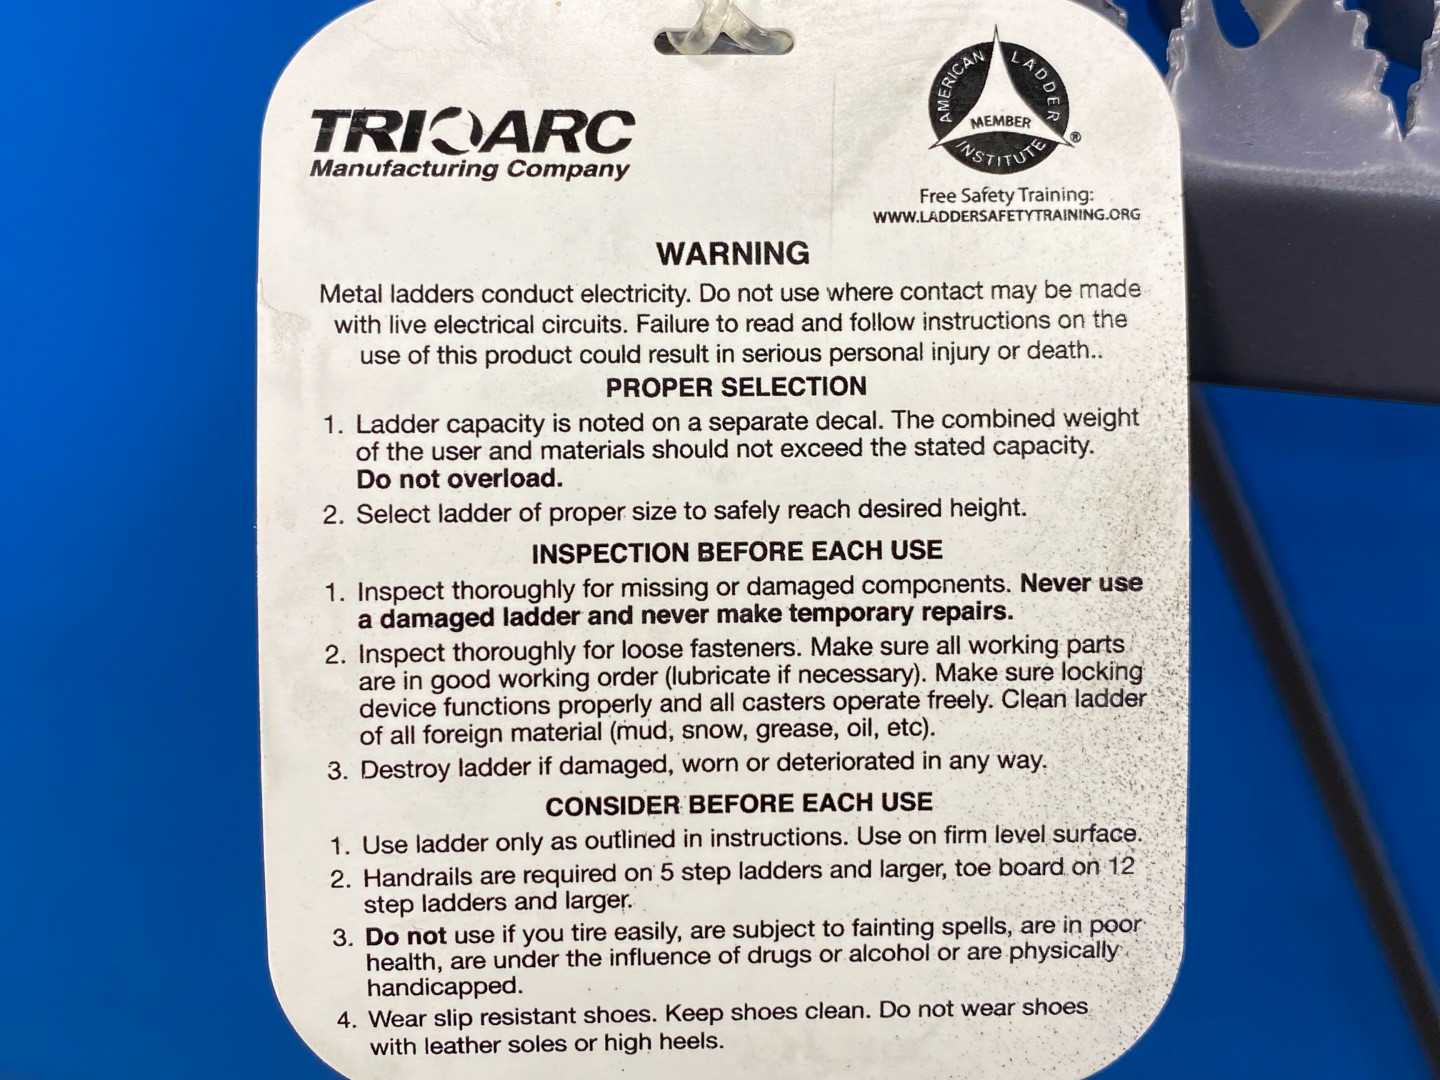 TRI ARC
Manufacturing Company
AMERICAN LADDER INSTITUTE
MEMBER
®
Free Safety Training:
WWW.LADDERSAFETYTRAINING.ORG
WARNING
Metal ladders conduct electricity. Do not use where contact may be made
with live electrical circuits. Failure to read and follow instructions on the
use of this product could result in serious personal injury or death..
PROPER SELECTION
1. Ladder capacity is noted on a separate decal. The combined weight
of the user and materials should not exceed the stated capacity.
Do not overload.
2. Select ladder of proper size to safely reach desired height.
INSPECTION BEFORE EACH USE
1. Inspect thoroughly for missing or damaged components. Never use
a damaged ladder and never make temporary repairs.
2. Inspect thoroughly for loose fasteners. Make sure all working parts
are in good working order (lubricate if necessary). Make sure locking
device functions properly and all casters operate freely. Clean ladder
of all foreign material (mud, snow, grease, oil, etc).
3. Destroy ladder if damaged, worn or deteriorated in any way.
CONSIDER BEFORE EACH USE
1. Use ladder only as outlined in instructions. Use on firm level surface.
2. Handrails are required on 5 step ladders and larger, toe board on 12
step ladders and larger.
3. Do not use if you tire easily, are subject to fainting spells, are in poor
health, are under the influence of drugs or alcohol or are physically
handicapped.
4. Wear slip resistant shoes. Keep shoes clean. Do not wear shoes
with leather soles or high heels.